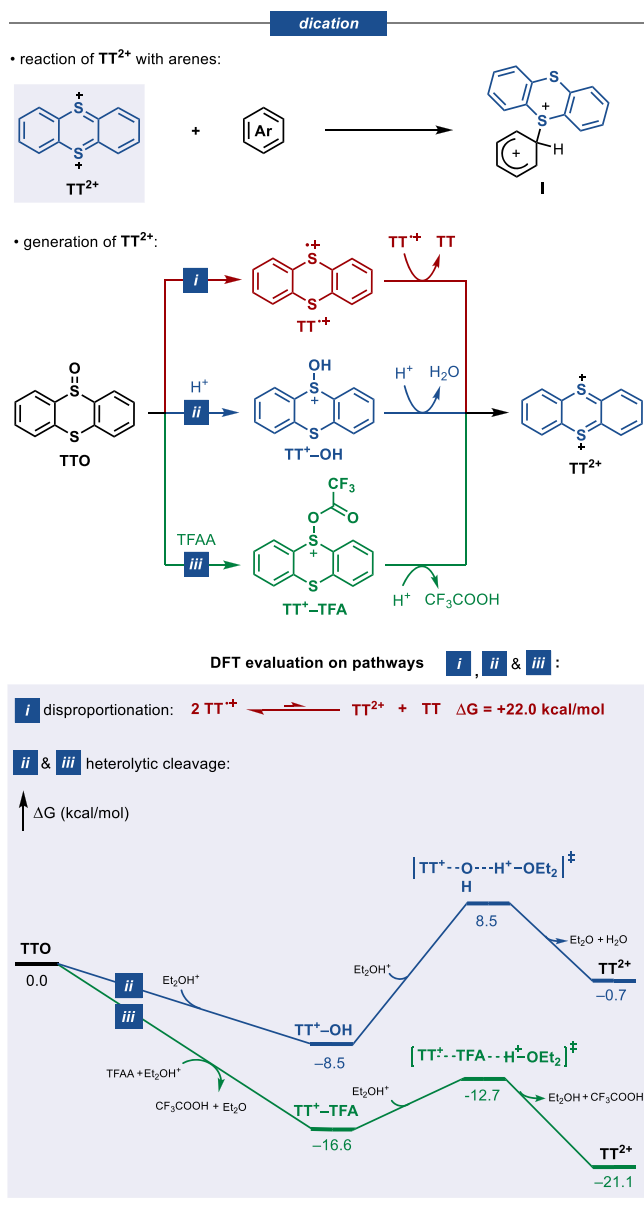 dication
• reaction of TT2+ with arenes:
S
+
S
+
TT2+
+
Ar
S
S
+
H
+
I
• generation of TT2+:
i
•+
S
S
TT•+
TT•+
TT
O
S
S
TTO
H+
ii
OH
S
+
S
TT+–OH
H+
H2O
+
S
S
+
TT2+
TFAA
iii
CF3
O
O
S
+
S
TT+–TFA
H+
CF3COOH
DFT evaluation on pathways i , ii & iii :
i disproportionation: 2 TT•+ TT2+ + TT ΔG = +22.0 kcal/mol
ii & iii heterolytic cleavage:
ΔG (kcal/mol)
[TT+--O---H+–OEt2]‡
H
8.5
Et2O + H2O
TTO
0.0
Et2OH+
TT2+
–0.7
ii
Et2OH+
iii
TT+–OH
–8.5
[TT+--TFA--H+–OEt2]‡
-12.7
TFAA + Et2OH+
CF3COOH + Et2O
Et2OH+
Et2OH + CF3COOH
TT+–TFA
–16.6
TT2+
–21.1